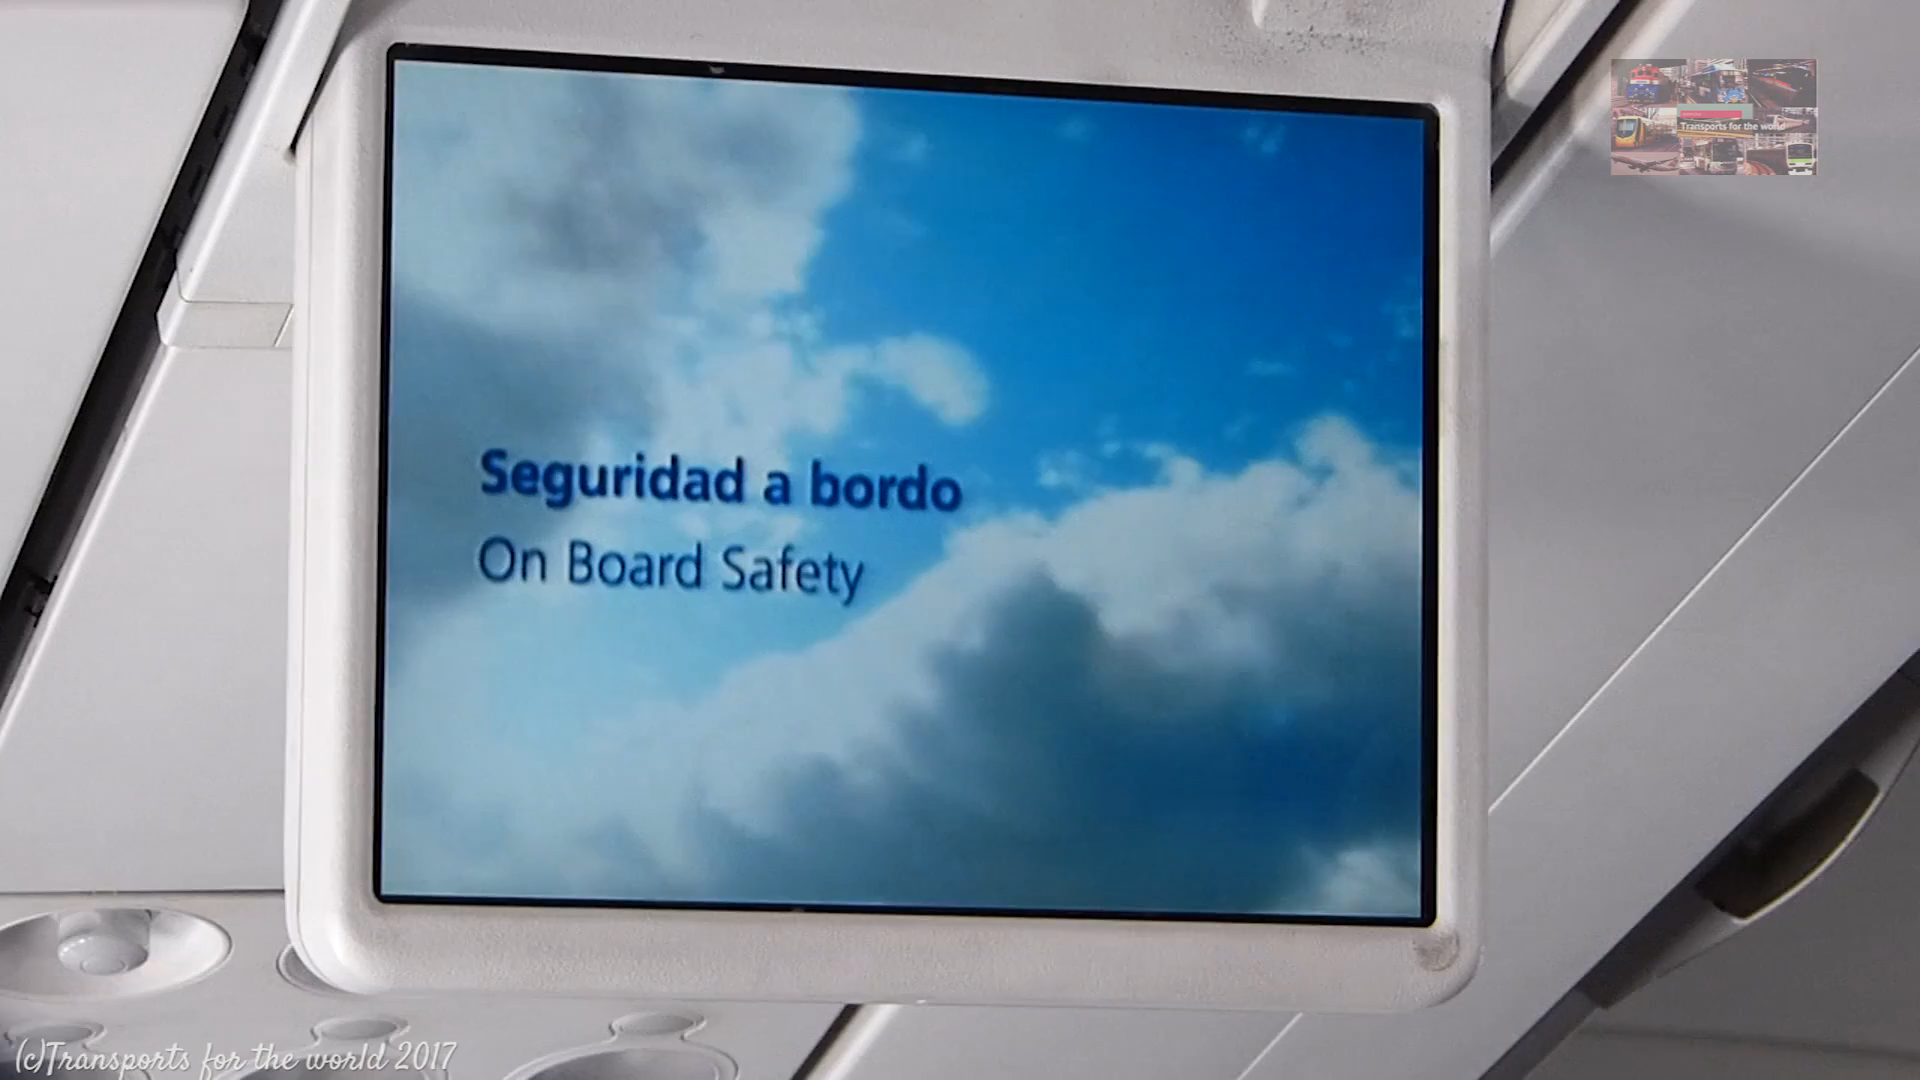 Transports for the world
Seguridad a bordo
On Board Safety
(c)Transports for the world 2017